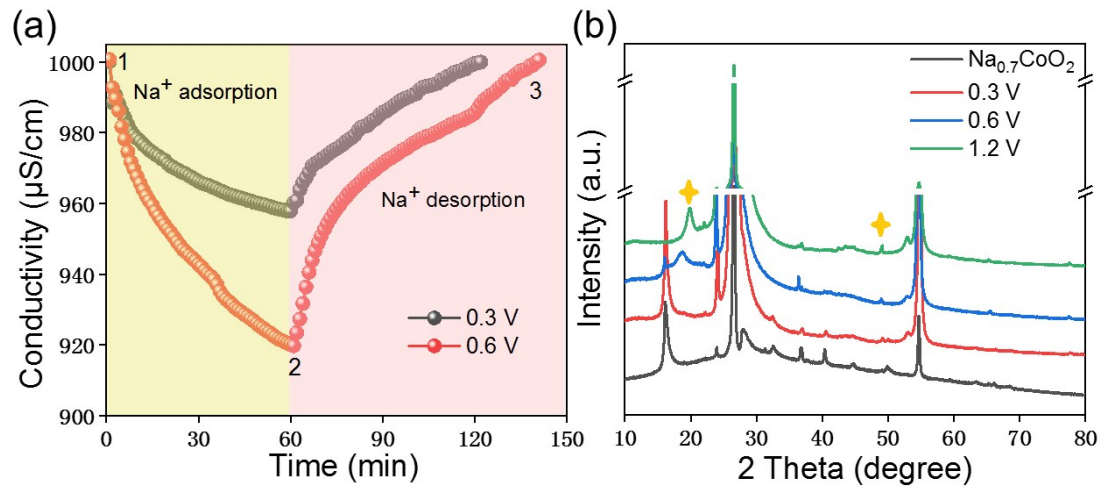 (a)
Conductivity (µS/cm)
1000
980
960
940
920
900
1
Na⁺ adsorption
Na⁺ desorption
3
2
0.3 V
0.6 V
0
30
60
90
120
150
Time (min)
(b)
Intensity (a.u.)
Na₀.₇CoO₂
0.3 V
0.6 V
1.2 V
10
20
30
40
50
60
70
80
2 Theta (degree)